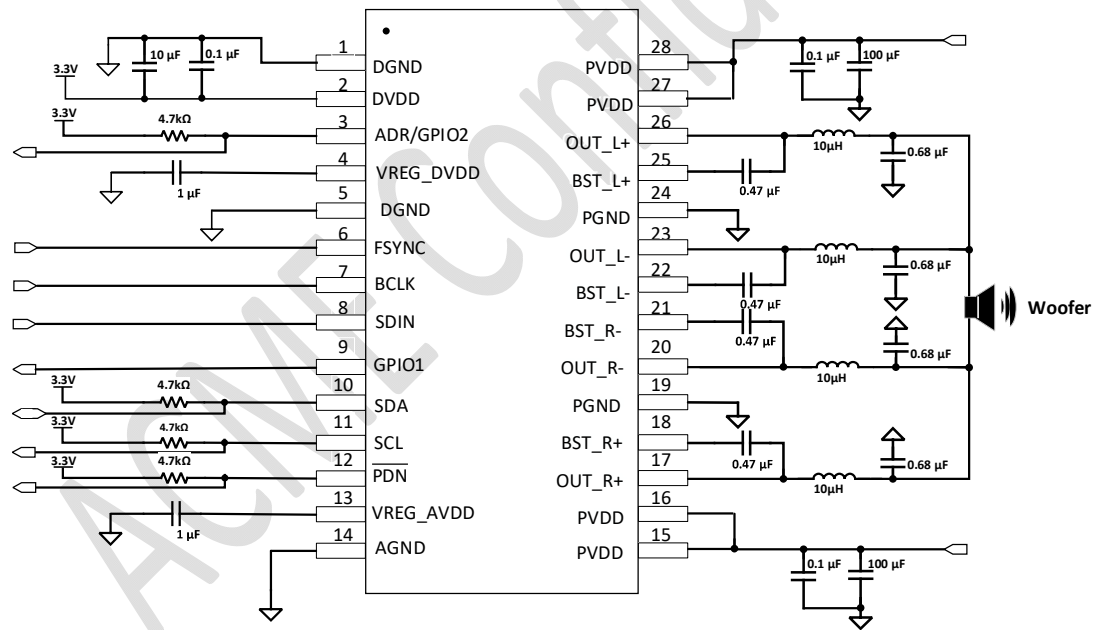 ACME Confid
1
DGND
2
DVDD
3
ADR/GPIO2
4
VREG_DVDD
5
DGND
6
FSYNC
7
BCLK
8
SDIN
9
GPIO1
10
SDA
11
SCL
12
PDN
13
VREG_AVDD
14
AGND
10 µF
0.1 µF
3.3V
3.3V
4.7kΩ
1 µF
3.3V
4.7kΩ
3.3V
4.7kΩ
3.3V
4.7kΩ
1 µF
28
PVDD
27
PVDD
26
OUT_L+
25
BST_L+
24
PGND
23
OUT_L-
22
BST_L-
21
BST_R-
20
OUT_R-
19
PGND
18
BST_R+
17
OUT_R+
16
PVDD
15
PVDD
0.1 µF
100 µF
10µH
0.68 µF
0.47 µF
10µH
0.68 µF
0.47 µF
0.47 µF
0.68 µF
10µH
Woofer
0.47 µF
0.68 µF
10µH
0.1 µF
100 µF